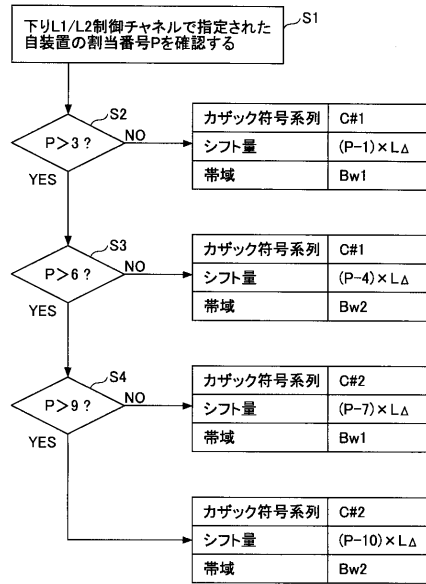 下りL1/L2制御チャネルで指定された
自装置の割当番号Pを確認する
S1
S2
P>3?
NO
YES
カザック符号系列 C#1
シフト量 (P-1)×LΔ
帯域 Bw1
S3
P>6?
NO
YES
カザック符号系列 C#1
シフト量 (P-4)×LΔ
帯域 Bw2
S4
P>9?
NO
YES
カザック符号系列 C#2
シフト量 (P-7)×LΔ
帯域 Bw1
カザック符号系列 C#2
シフト量 (P-10)×LΔ
帯域 Bw2